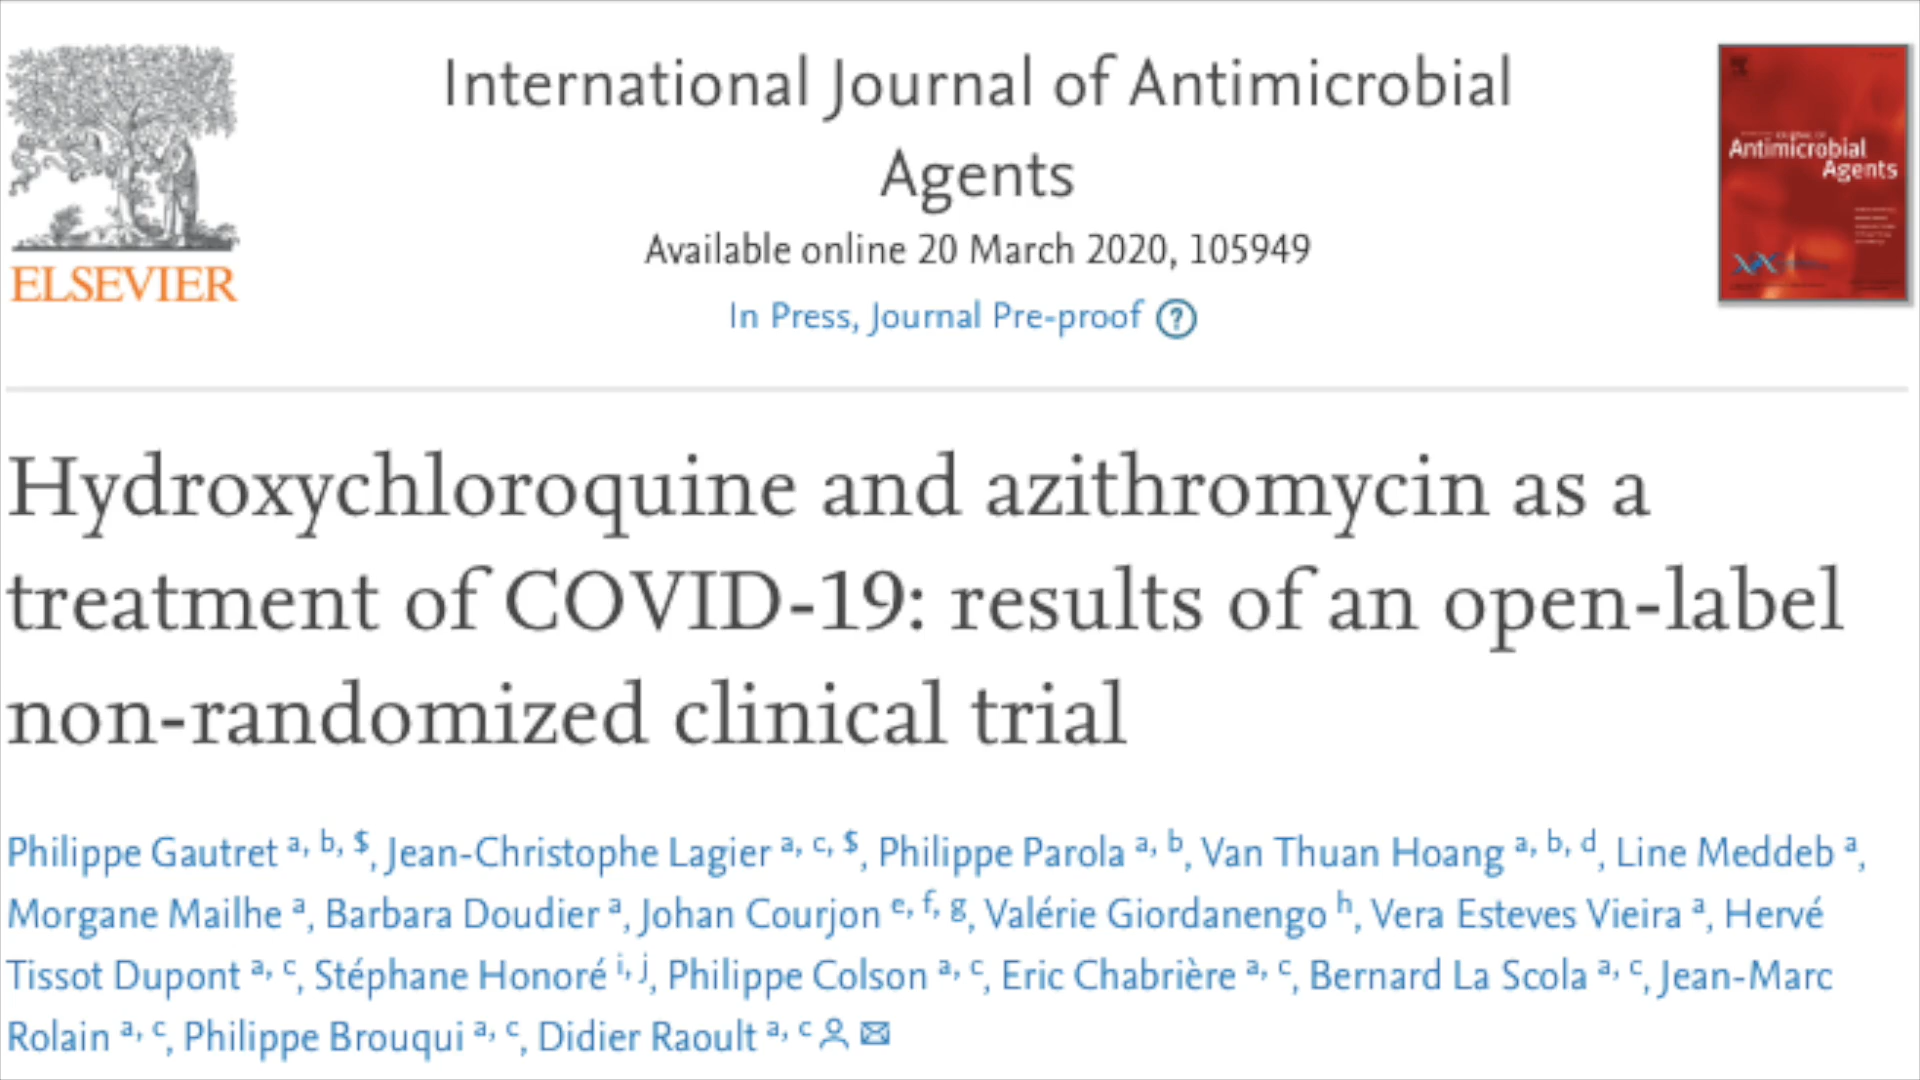 International Journal of Antimicrobial
Agents
Available online 20 March 2020, 105949
In Press, Journal Pre-proof ?
ELSEVIER
Antimicrobial
Agents
Hydroxychloroquine and azithromycin as a
treatment of COVID-19: results of an open-label
non-randomized clinical trial
Philippe Gautret a, b, $, Jean-Christophe Lagier a, c, $, Philippe Parola a, b, Van Thuan Hoang a, b, d, Line Meddeb a,
Morgane Mailhe a, Barbara Doudier a, Johan Courjon e, f, g, Valérie Giordanengo h, Vera Esteves Vieira a, Hervé
Tissot Dupont a, c, Stéphane Honoré i, j, Philippe Colson a, c, Eric Chabrière a, c, Bernard La Scola a, c, Jean-Marc
Rolain a, c, Philippe Brouqui a, c, Didier Raoult a, c